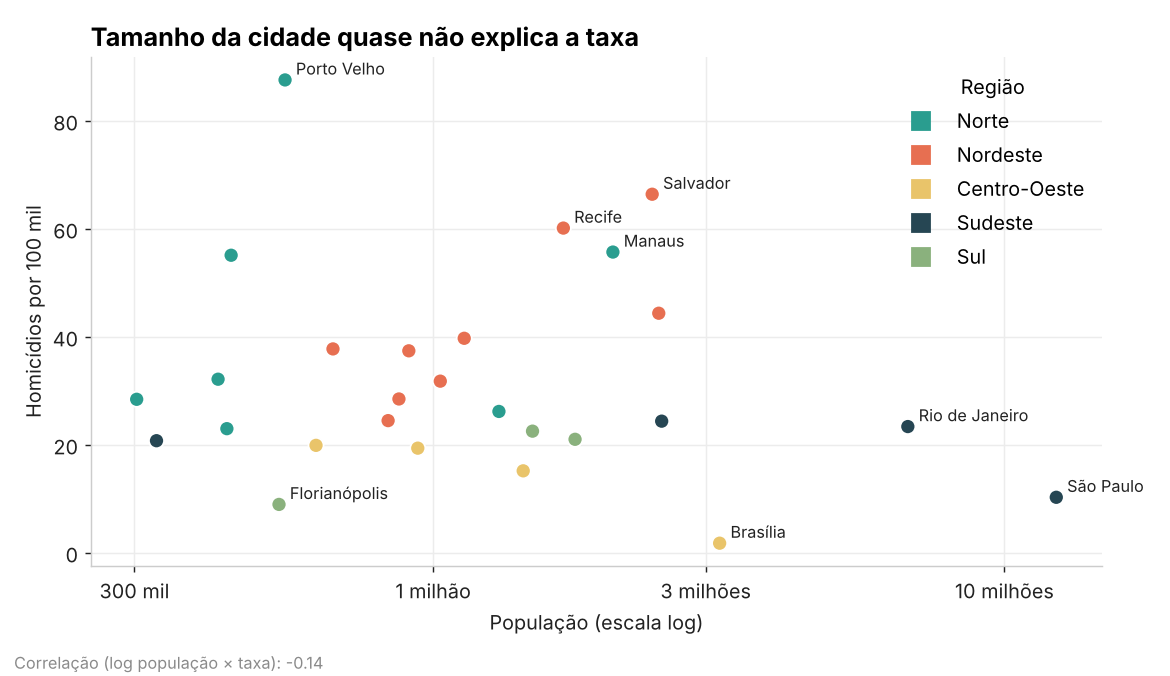 Tamanho da cidade quase não explica a taxa
Porto Velho
Região
Norte
Nordeste
Centro-Oeste
Sudeste
Sul
Salvador
Recife
Manaus
Rio de Janeiro
São Paulo
Florianópolis
Brasília
Homicídios por 100 mil
80
60
40
20
0
300 mil
1 milhão
3 milhões
10 milhões
População (escala log)
Correlação (log população × taxa): -0.14